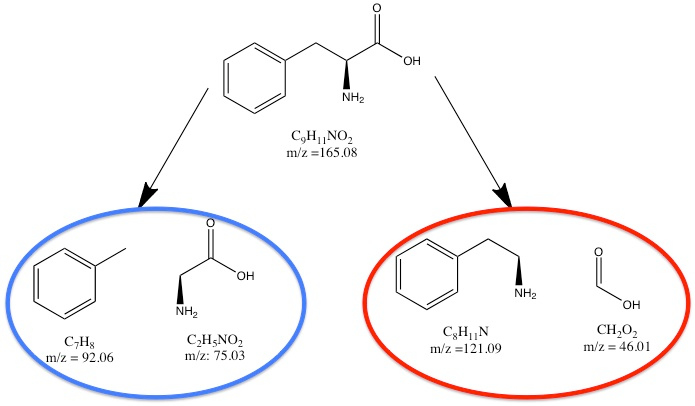 O
OH
NH₂
C₉H₁₁NO₂
m/z =165.08
O
OH
NH₂
C₇H₈
m/z = 92.06
C₂H₅NO₂
m/z: 75.03
NH₂
O
OH
C₈H₁₁N
m/z =121.09
CH₂O₂
m/z = 46.01